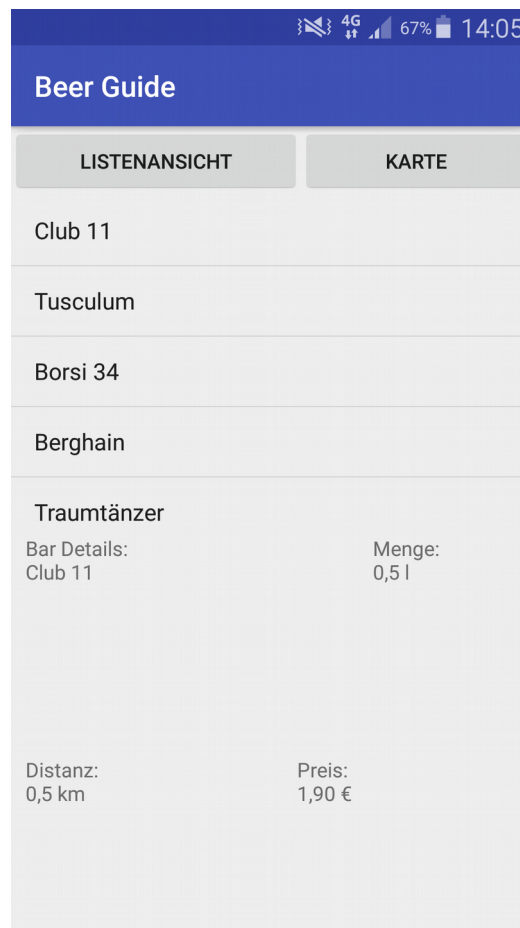 4G 67% 14:05
Beer Guide
LISTENANSICHT KARTE
Club 11
Tusculum
Borsi 34
Berghain
Traumtänzer
Bar Details: Menge:
Club 11 0,5 l
Distanz: Preis:
0,5 km 1,90 €